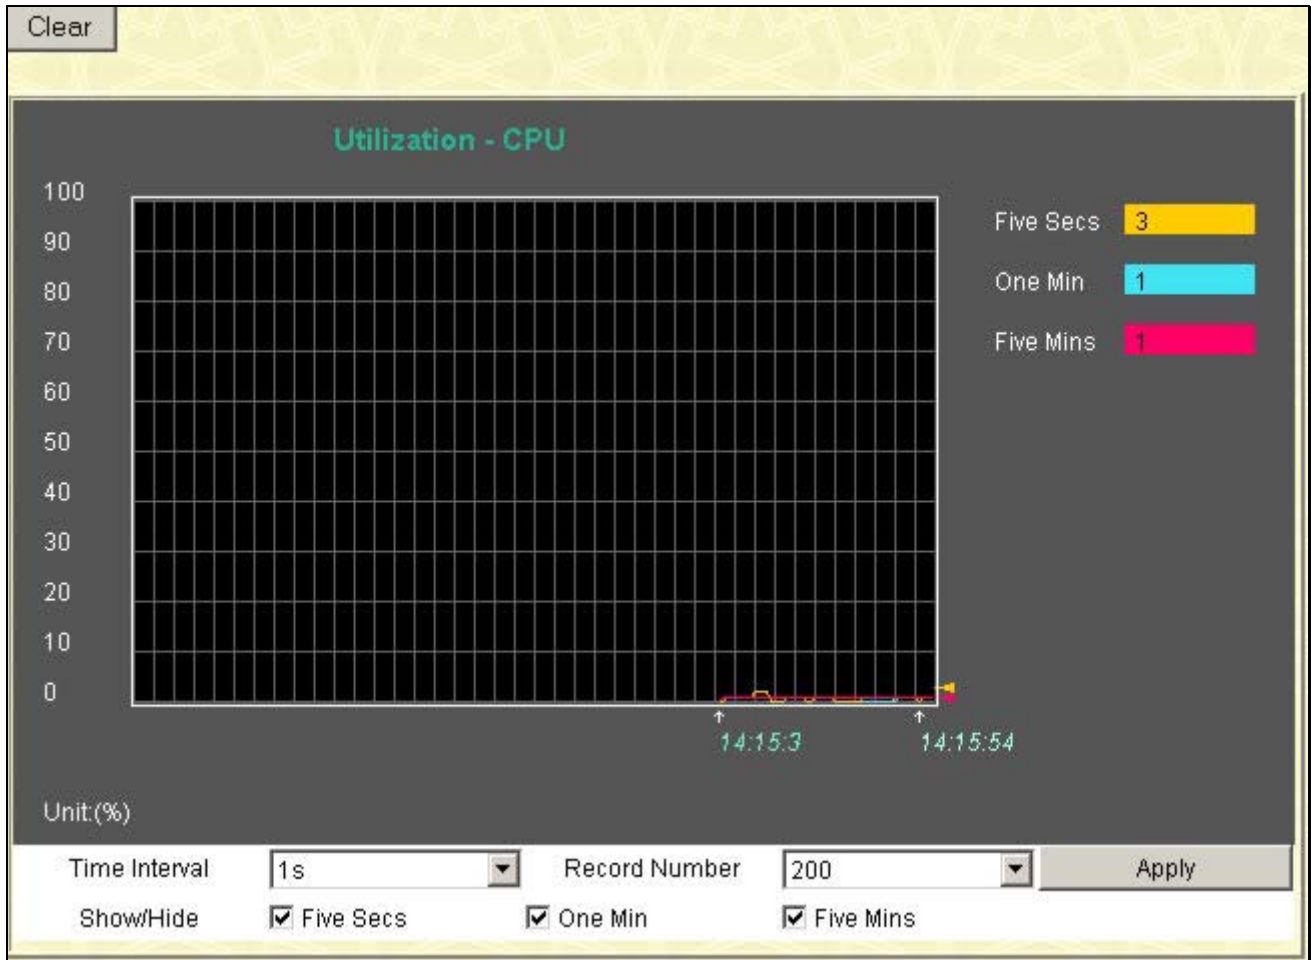 Clear
Utilization - CPU
100
90
80
70
60
50
40
30
20
10
0
Five Secs 3
One Min 1
Five Mins 1
14:15:3 14:15:54
Unit:(%)
Time Interval 1s Record Number 200 Apply
Show/Hide Five Secs One Min Five Mins